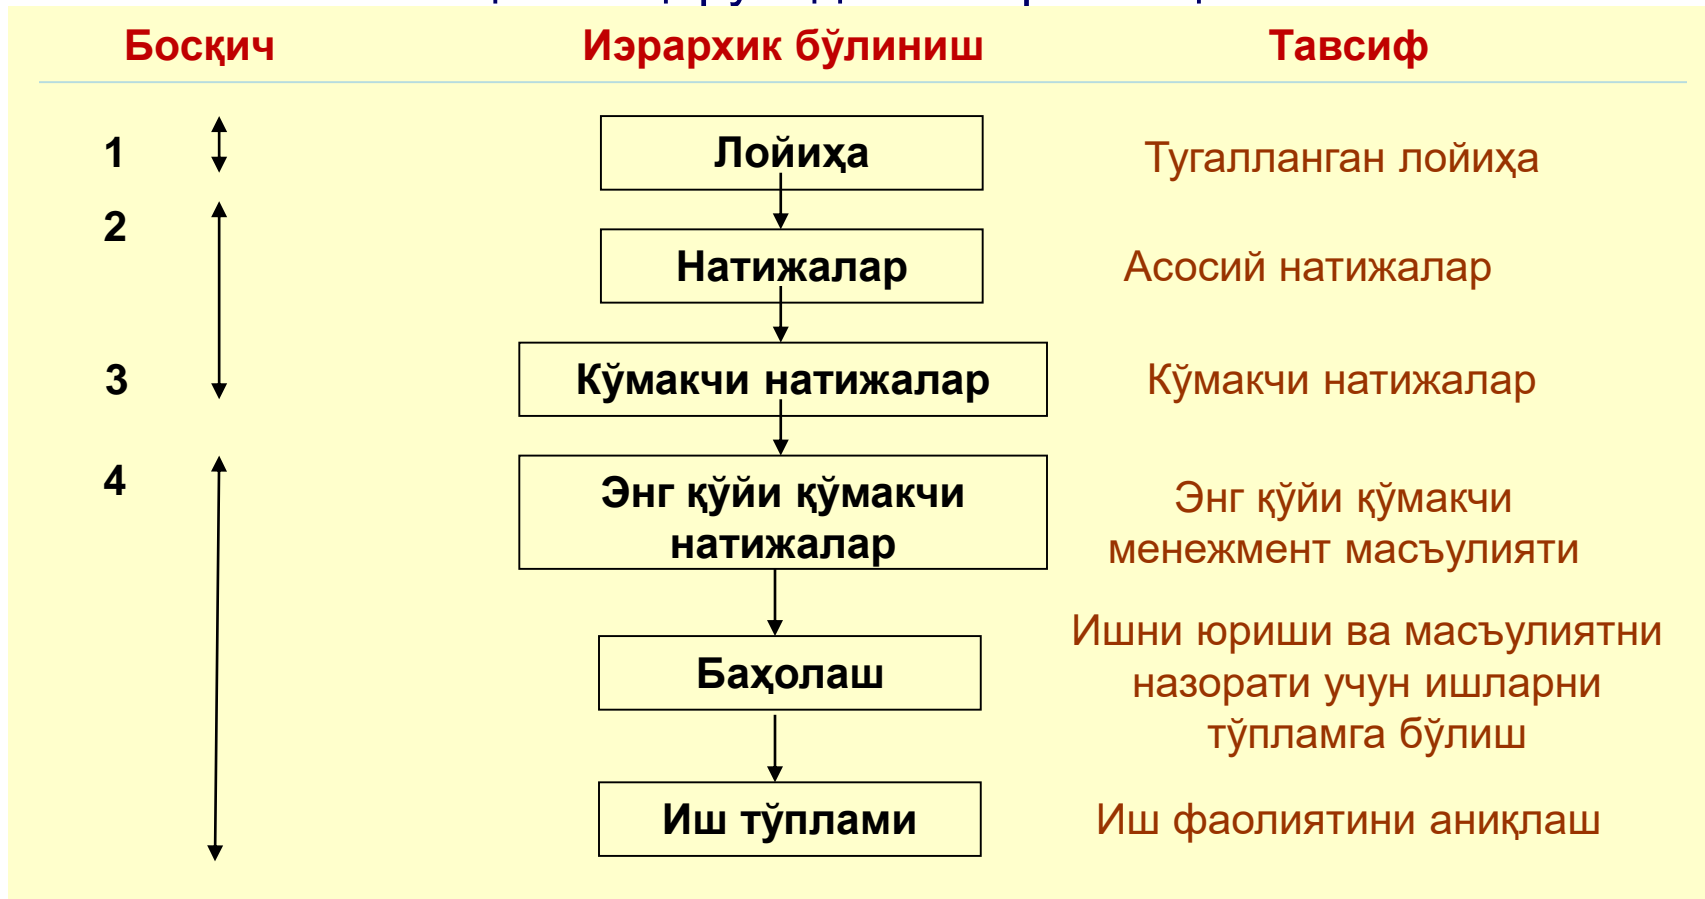 Босқич Иэрархик бўлиниш Тавсиф
1 Лойиҳа Тугалланган лойиҳа
2
Натижалар Асосий натижалар
3 Кўмакчи натижалар Кўмакчи натижалар
4 Энг қўйи қўмакчи Энг қўйи қўмакчи
натижалар менежмент масъулияти
Ишни юриши ва масъулиятни
Баҳолаш назорати учун ишларни
тўпламга бўлиш
Иш тўплами Иш фаолиятини аниқлаш